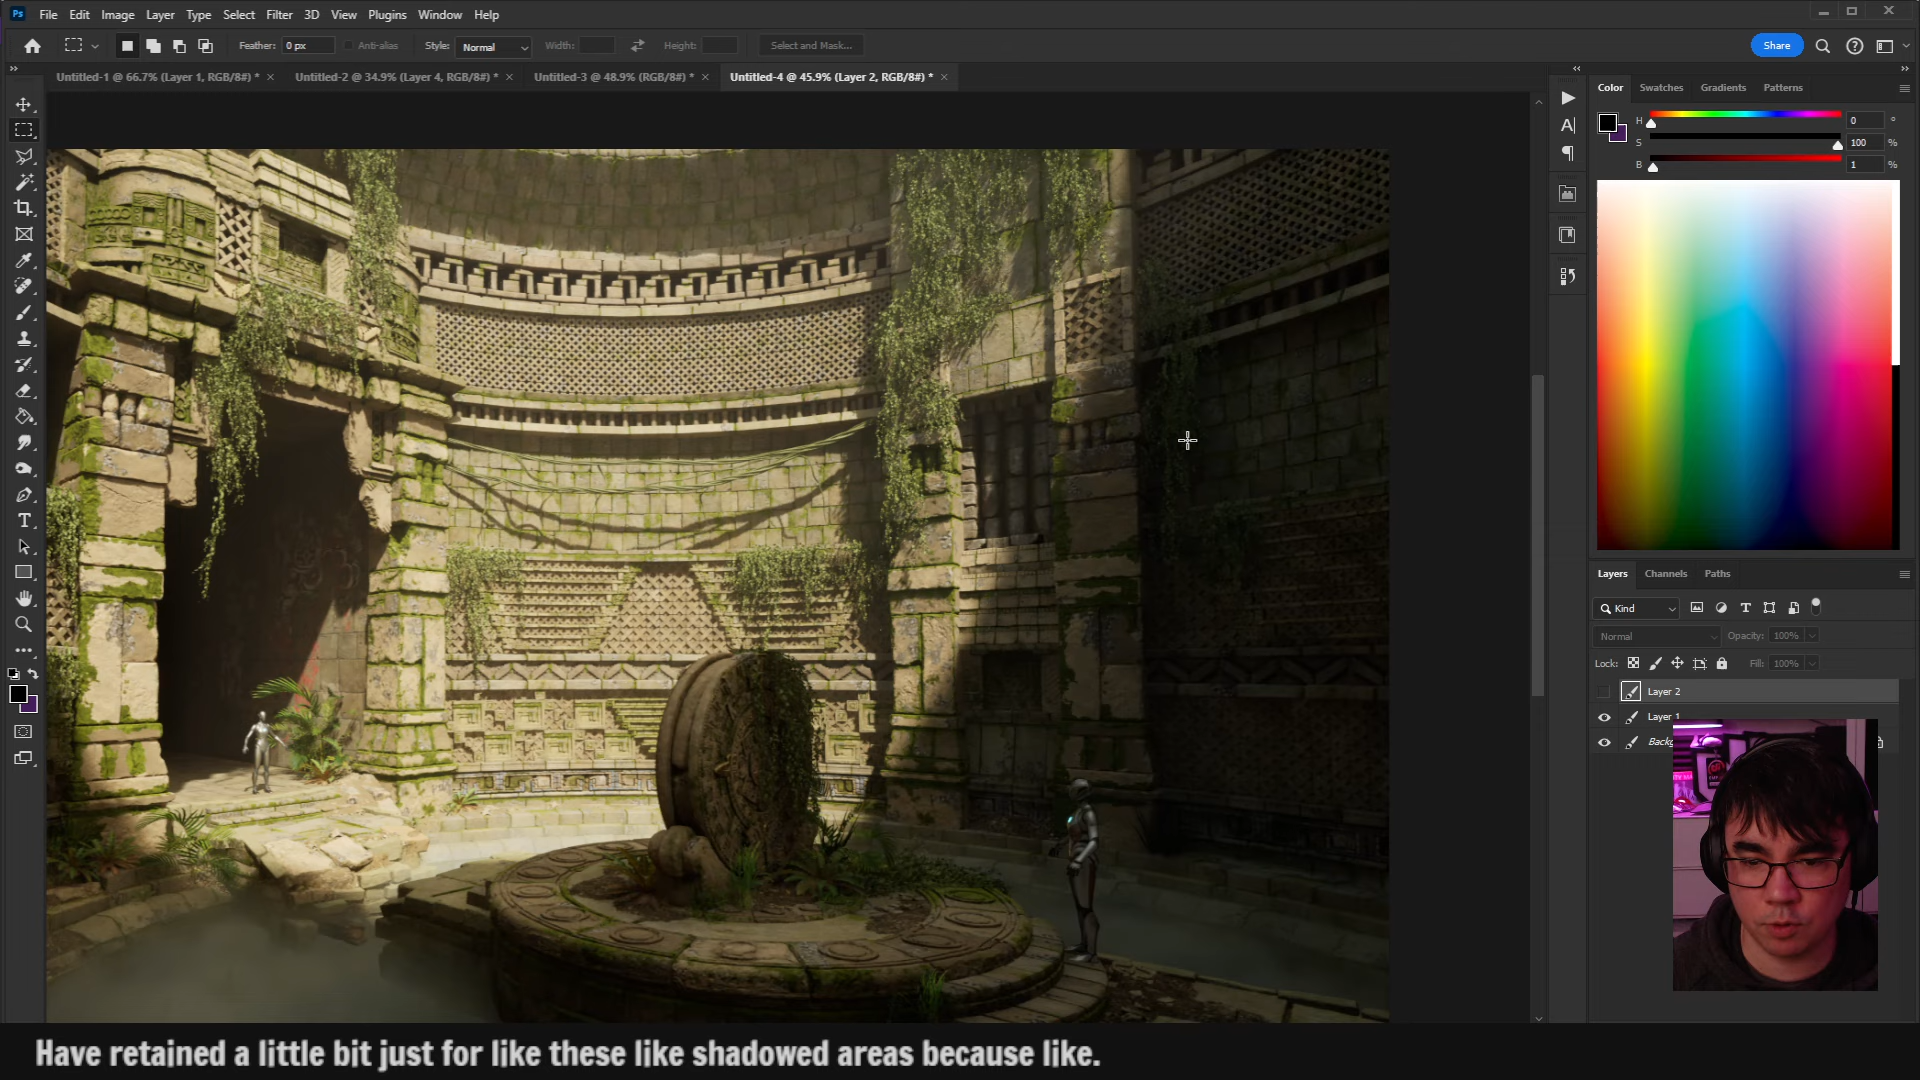 Ps File Edit Image Layer Type Select Filter 3D View Plugins Window Help
Feather: 0 px Anti-alias Style: Normal Width: Height: Select and Mask... Share
Untitled-1 @ 66.7% (Layer 1, RGB/8#) * × Untitled-2 @ 34.9% (Layer 4, RGB/8#) * × Untitled-3 @ 48.9% (RGB/8#) * × Untitled-4 @ 45.9% (Layer 2, RGB/8#) * ×
Color Swatches Gradients Patterns
H 0 °
S 100 %
B 1 %
Layers Channels Paths
Kind
Normal Opacity: 100%
Lock: Fill: 100%
Layer 2
Layer 1
Have retained a little bit just for like these like shadowed areas because like.